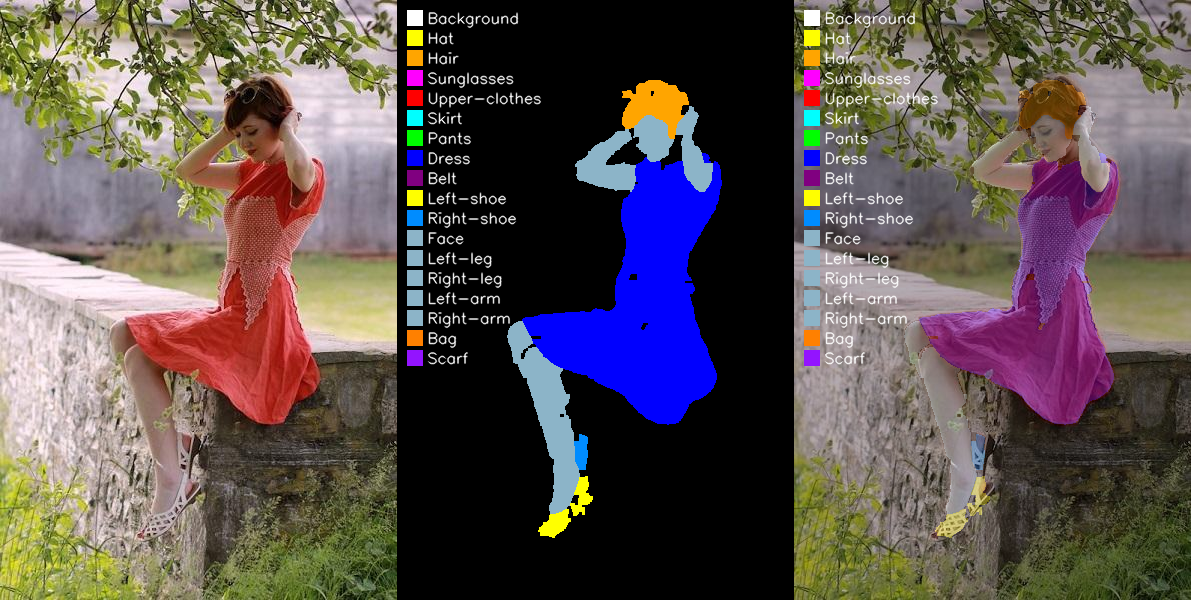 Background
Hat
Hair
Sunglasses
Upper-clothes
Skirt
Pants
Dress
Belt
Left-shoe
Right-shoe
Face
Left-leg
Right-leg
Left-arm
Right-arm
Bag
Scarf
Background
Hat
Hair
Sunglasses
Upper-clothes
Skirt
Pants
Dress
Belt
Left-shoe
Right-shoe
Face
Left-leg
Right-leg
Left-arm
Right-arm
Bag
Scarf